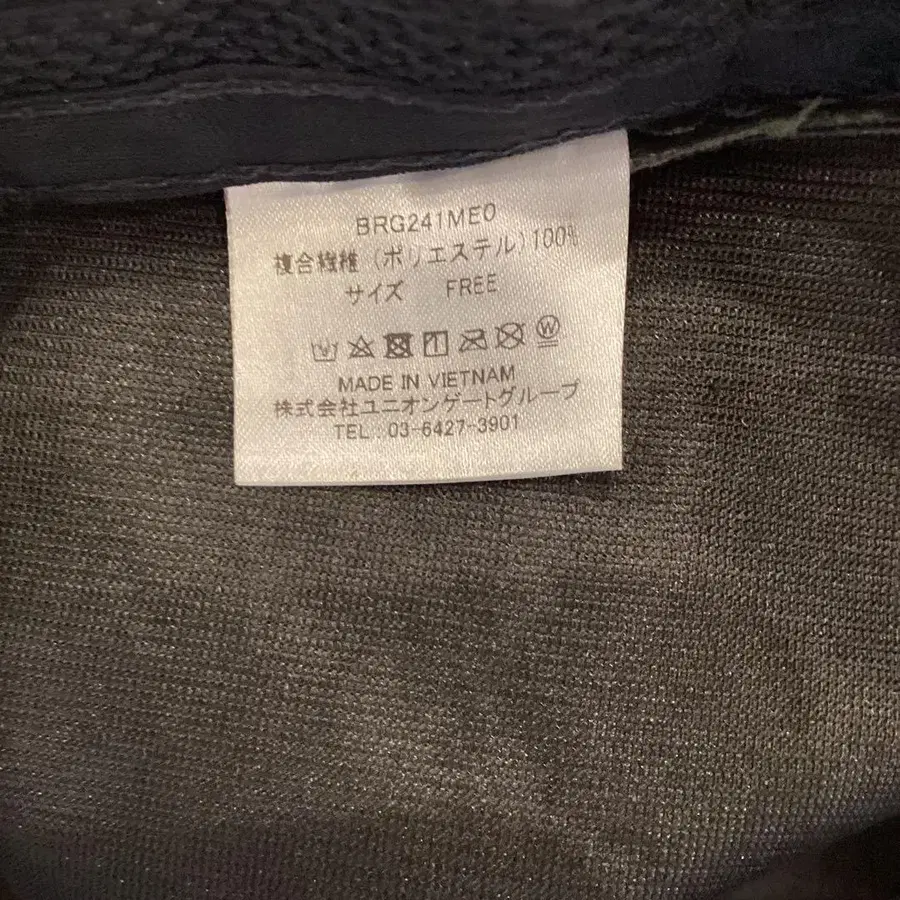 BRG241ME0
複合繊維(ポリエステル)100%
サイズ FREE
W
MADE IN VIETNAM
株式会社ユニオンゲートグループ
TEL:03-6427-3901